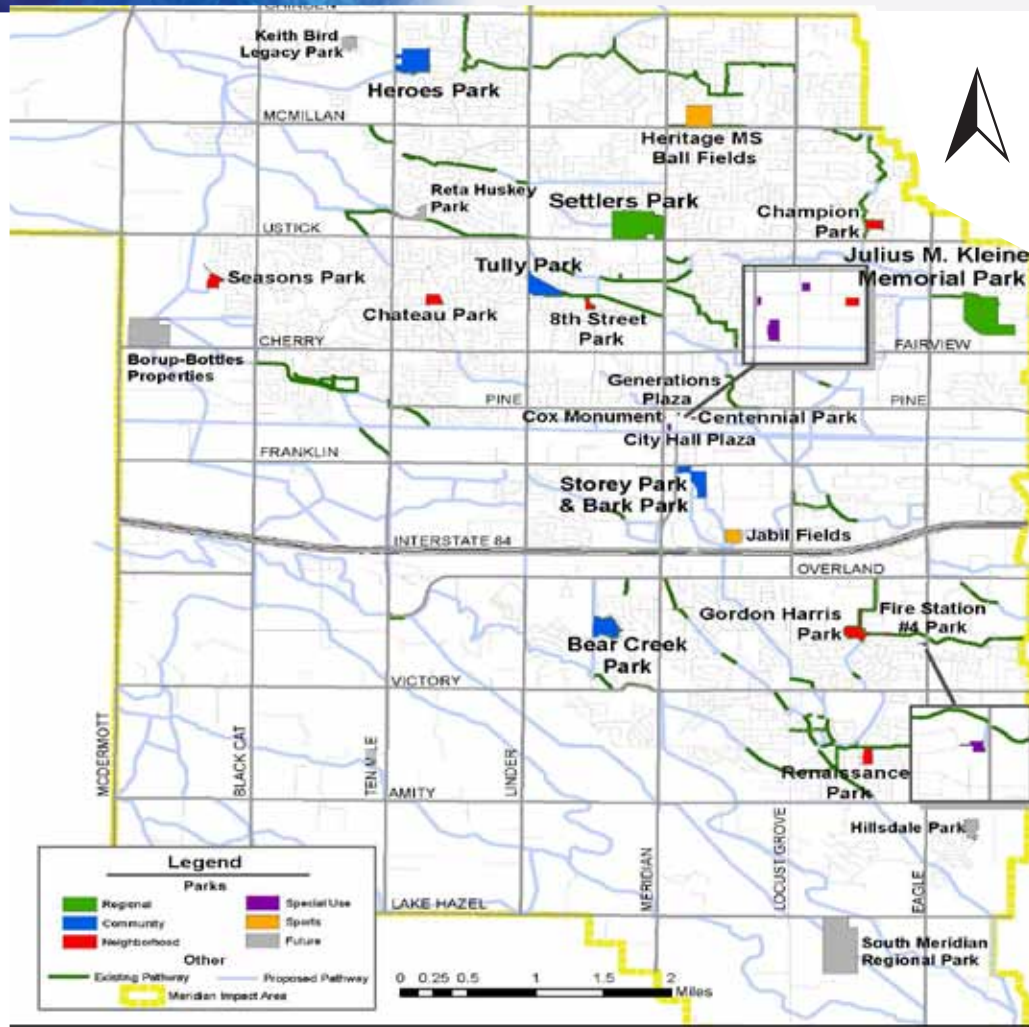 Keith Bird
Legacy Park
Heroes Park
MCMILLAN
Heritage MS
Ball Fields
Reta Huskey
Park
Settlers Park
Champion
Park
USTICK
Julius M. Kleiner
Memorial Park
Seasons Park
Tully Park
Chateau Park
8th Street
Park
CHERRY
FAIRVIEW
Borup-Bottles
Properties
Generations
Plaza
PINE
PINE
Cox Monument
Centennial Park
City Hall Plaza
FRANKLIN
Storey Park
& Bark Park
Jabil Fields
INTERSTATE 84
OVERLAND
Gordon Harris
Park
Fire Station
#4 Park
Bear Creek
Park
VICTORY
MCDERMOTT
BLACK CAT
TEN MILE
LINDER
MERIDIAN
LOCUST GROVE
EAGLE
Renaissance
Park
AMITY
Hillsdale Park
LAKE HAZEL
South Meridian
Regional Park
Legend
Parks
Regional
Special Use
Community
Sports
Neighborhood
Future
Other
Existing Pathway
Proposed Pathway
Meridian Impact Area
0 0.25 0.5 1 1.5 2
Miles